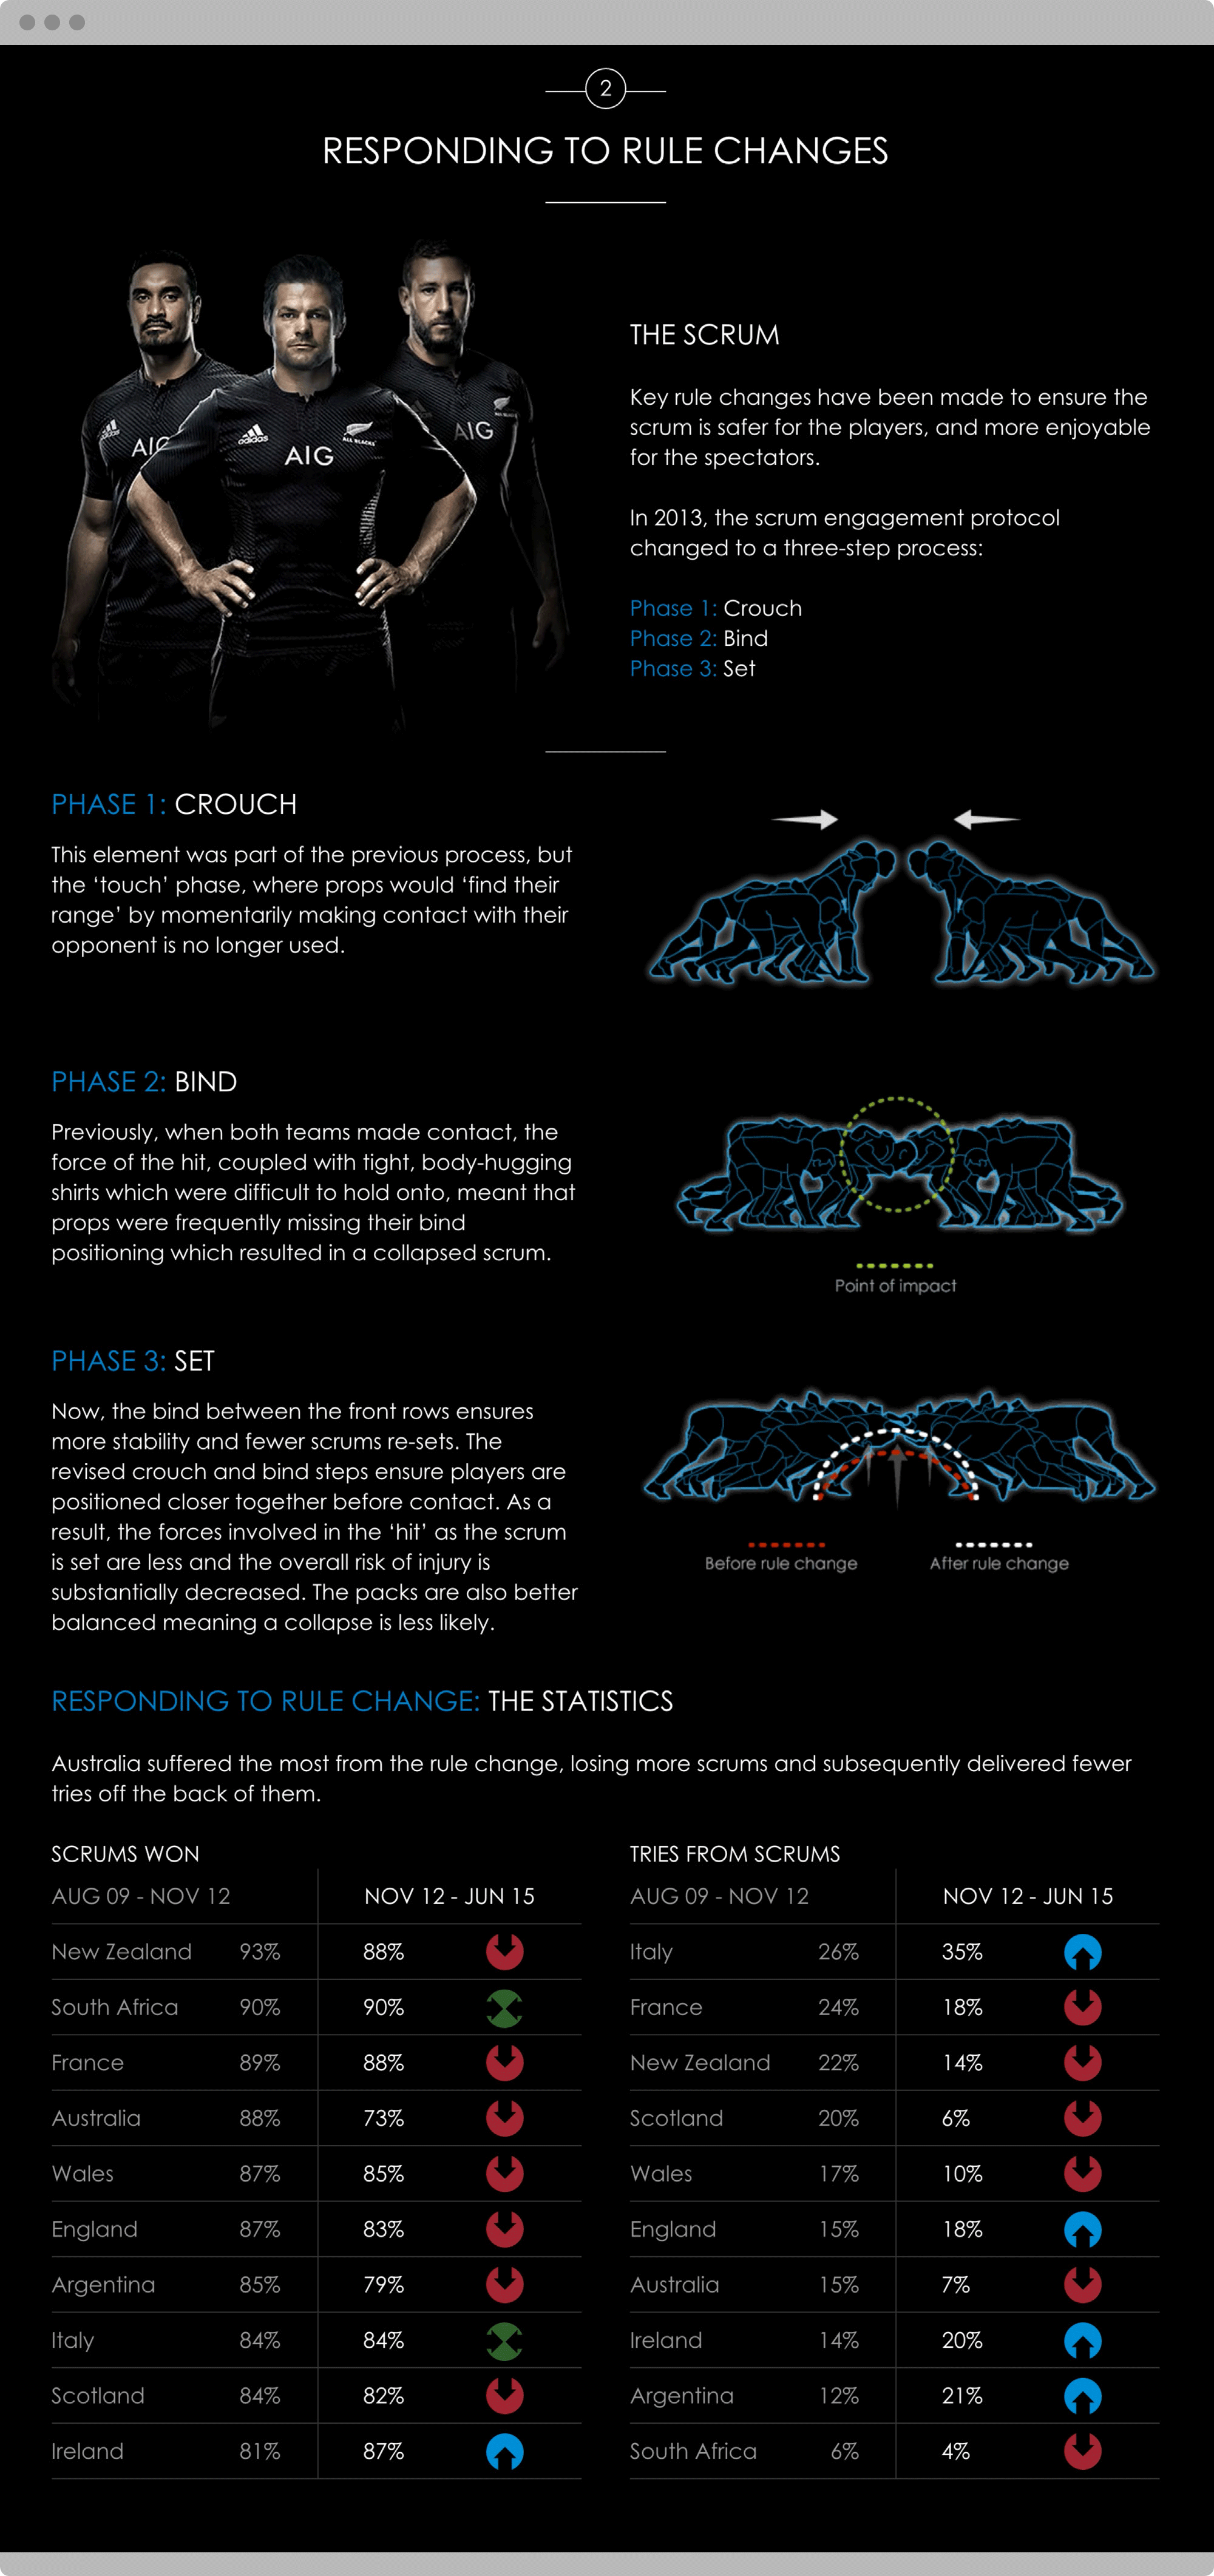 2
RESPONDING TO RULE CHANGES
adidas
AIG
adidas
ALL BLACKS
AIG
AIG
THE SCRUM
Key rule changes have been made to ensure the
scrum is safer for the players, and more enjoyable
for the spectators.
In 2013, the scrum engagement protocol
changed to a three-step process:
Phase 1: Crouch
Phase 2: Bind
Phase 3: Set
PHASE 1: CROUCH
This element was part of the previous process, but
the ‘touch’ phase, where props would ‘find their
range’ by momentarily making contact with their
opponent is no longer used.
PHASE 2: BIND
Previously, when both teams made contact, the
force of the hit, coupled with tight, body-hugging
shirts which were difficult to hold onto, meant that
props were frequently missing their bind
positioning which resulted in a collapsed scrum.
Point of impact
PHASE 3: SET
Now, the bind between the front rows ensures
more stability and fewer scrums re-sets. The
revised crouch and bind steps ensure players are
positioned closer together before contact. As a
result, the forces involved in the ‘hit’ as the scrum
is set are less and the overall risk of injury is
substantially decreased. The packs are also better
balanced meaning a collapse is less likely.
Before rule change
After rule change
RESPONDING TO RULE CHANGE: THE STATISTICS
Australia suffered the most from the rule change, losing more scrums and subsequently delivered fewer
tries off the back of them.
SCRUMS WON
AUG 09 - NOV 12 NOV 12 - JUN 15
New Zealand 93% 88%
South Africa 90% 90%
France 89% 88%
Australia 88% 73%
Wales 87% 85%
England 87% 83%
Argentina 85% 79%
Italy 84% 84%
Scotland 84% 82%
Ireland 81% 87%
TRIES FROM SCRUMS
AUG 09 - NOV 12 NOV 12 - JUN 15
Italy 26% 35%
France 24% 18%
New Zealand 22% 14%
Scotland 20% 6%
Wales 17% 10%
England 15% 18%
Australia 15% 7%
Ireland 14% 20%
Argentina 12% 21%
South Africa 6% 4%